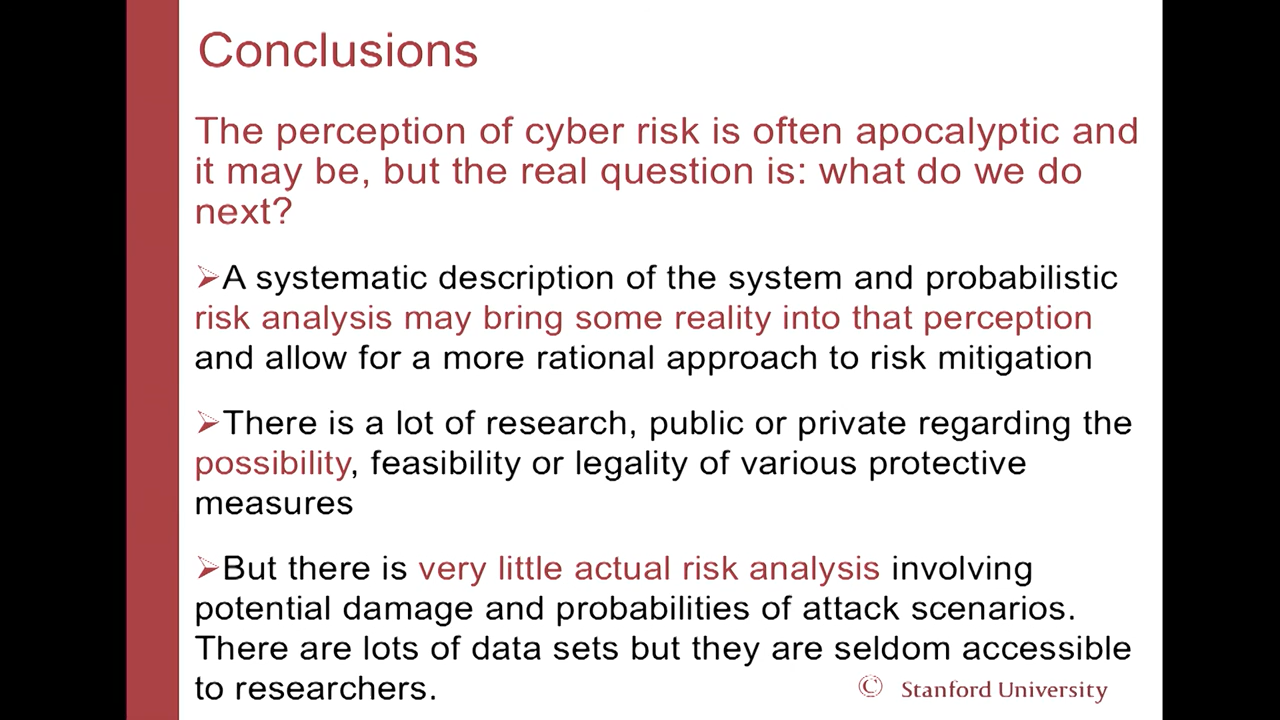 Conclusions
The perception of cyber risk is often apocalyptic and
it may be, but the real question is: what do we do
next?
➢A systematic description of the system and probabilistic
risk analysis may bring some reality into that perception
and allow for a more rational approach to risk mitigation
➢There is a lot of research, public or private regarding the
possibility, feasibility or legality of various protective
measures
➢But there is very little actual risk analysis involving
potential damage and probabilities of attack scenarios.
There are lots of data sets but they are seldom accessible
to researchers.
© Stanford University